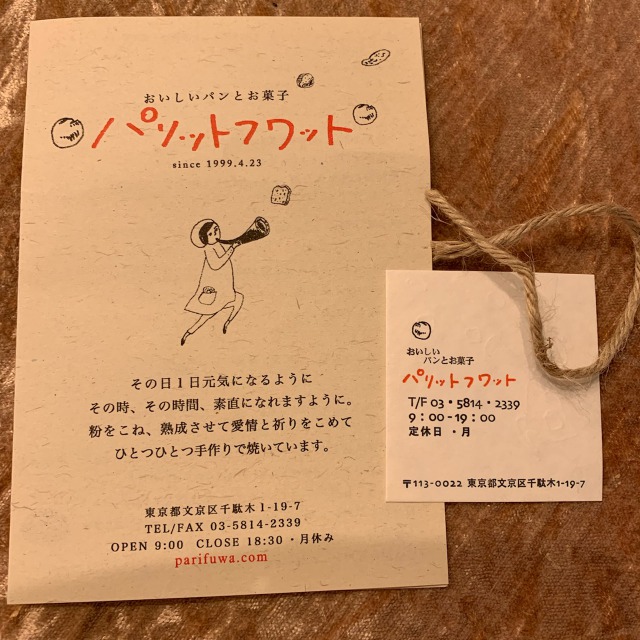 おいしいパンとお菓子
パリットフワット
since 1999.4.23
その日1日元気になるように
その時、その時間、素直になれますように。
粉をこね、熟成させて愛情と祈りをこめて
ひとつひとつ手作りで焼いています。
東京都文京区千駄木1-19-7
TEL/FAX 03-5814-2339
OPEN 9:00 CLOSE 18:30 ・月休み
parifuwa.com
おいしい
パンとお菓子
パリットフワット
T/F 03・5814・2339
9:00-19:00
定休日 ・月
〒113-0022 東京都文京区千駄木1-19-7